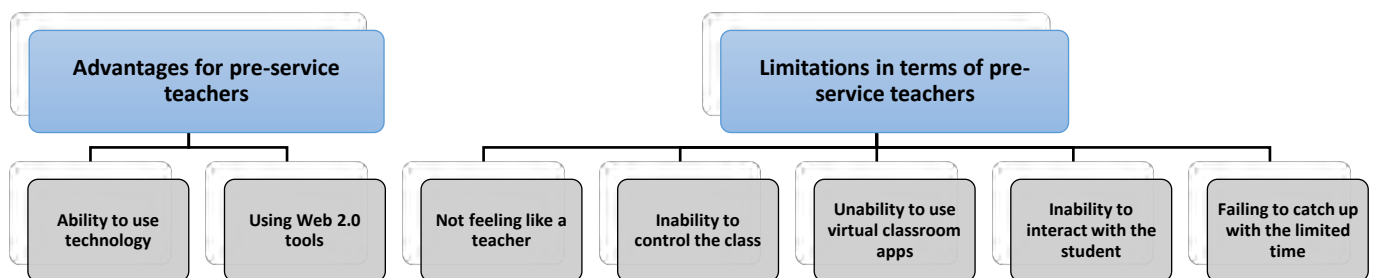 Advantages for pre-service
teachers
Limitations in terms of pre-
service teachers
Ability to use
technology
Using Web 2.0
tools
Not feeling like a
teacher
Inability to
control the class
Unability to use
virtual classroom
apps
Inability to
interact with the
student
Failing to catch up
with the limited
time